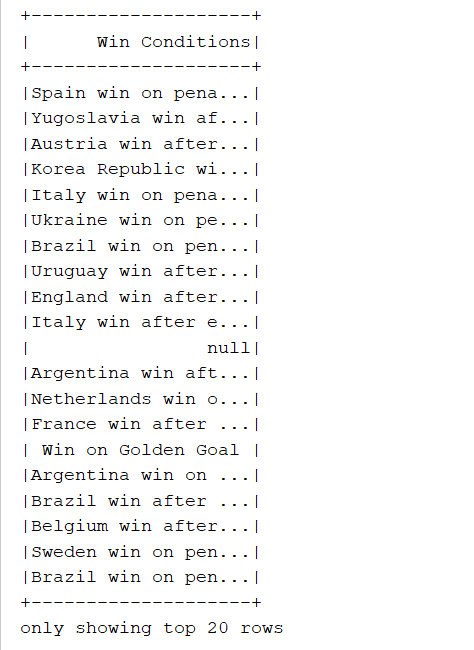 +--------------------+
|      Win Conditions|
+--------------------+
|Spain win on pena...|
|Yugoslavia win af...|
|Austria win after...|
|Korea Republic wi...|
|Italy win on pena...|
|Ukraine win on pe...|
|Brazil win on pen...|
|Uruguay win after...|
|England win after...|
|Italy win after e...|
|                null|
|Argentina win aft...|
|Netherlands win o...|
|France win after ...|
| Win on Golden Goal |
|Argentina win on ...|
|Brazil win after ...|
|Belgium win after...|
|Sweden win on pen...|
|Brazil win on pen...|
+--------------------+
only showing top 20 rows